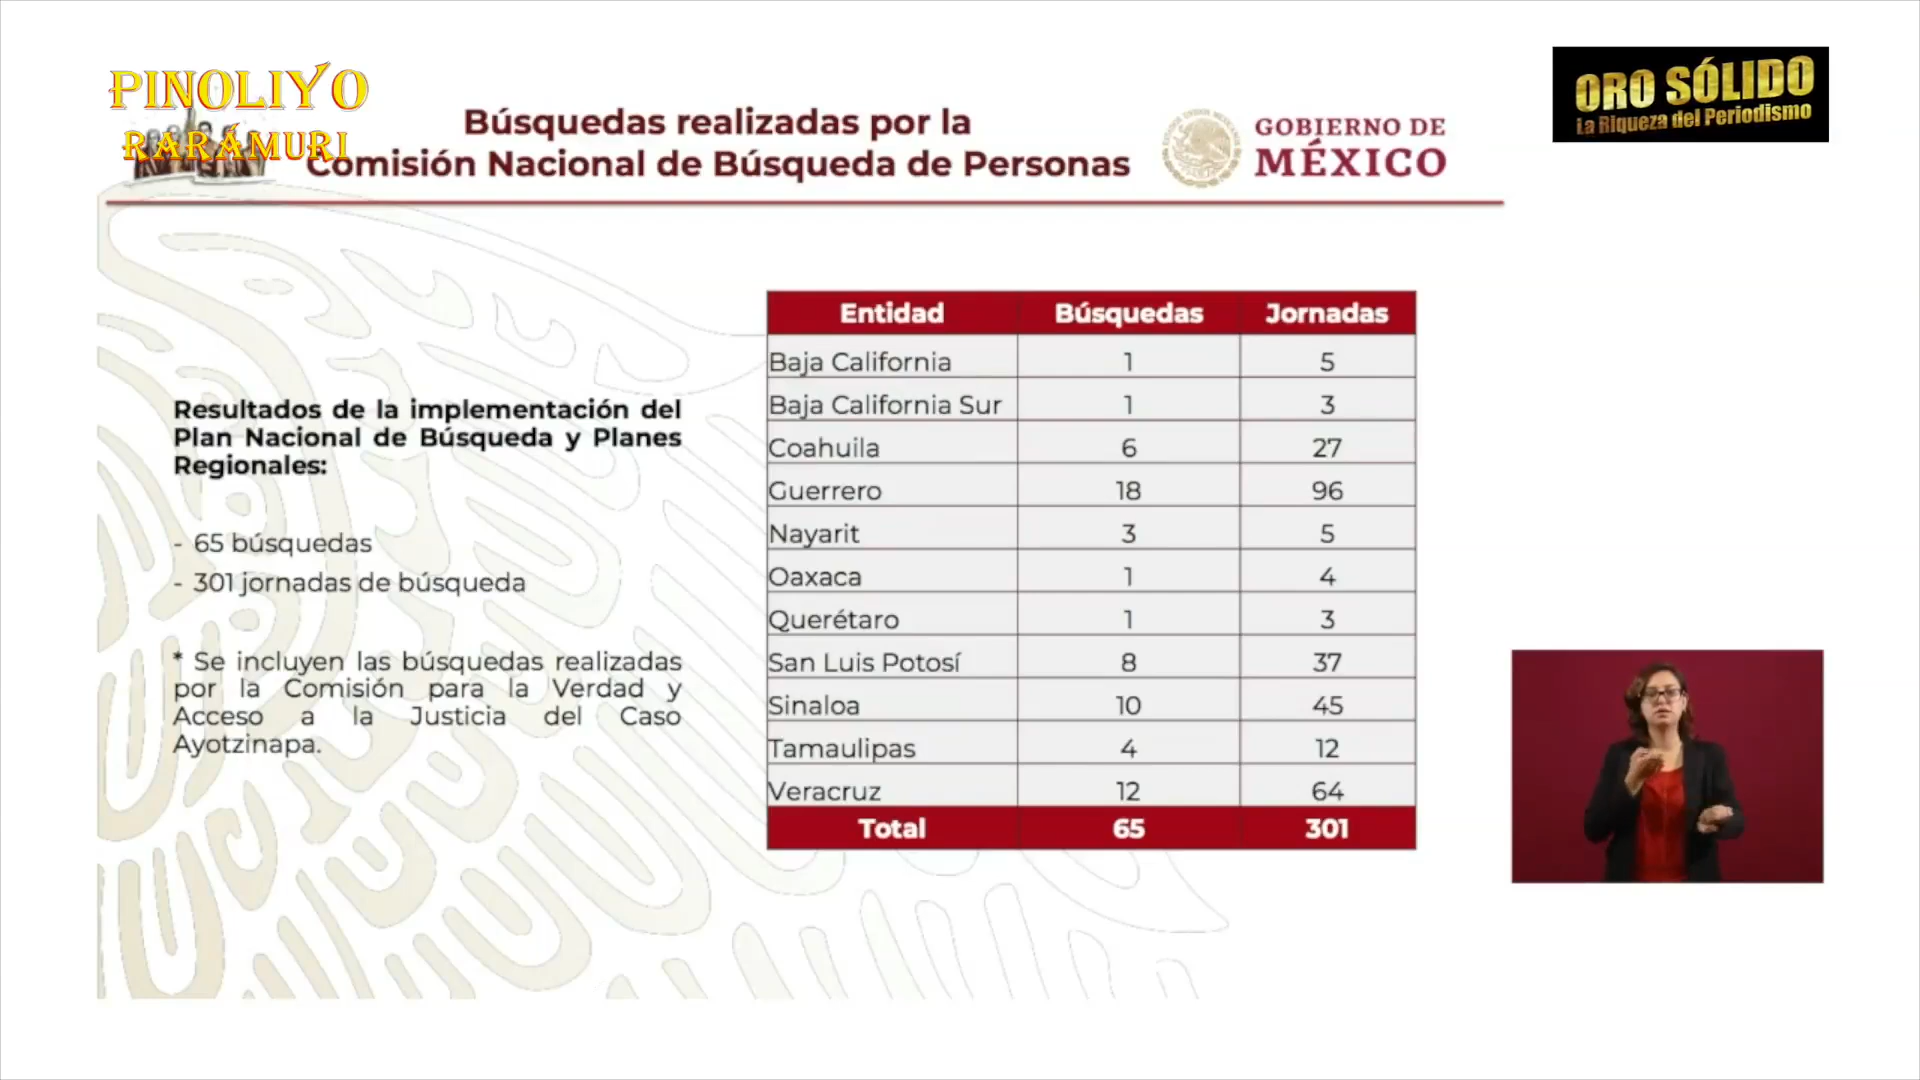 PINOLIYO
RARÁMURI
Búsquedas realizadas por la
Comisión Nacional de Búsqueda de Personas
GOBIERNO DE
MÉXICO
ORO SÓLIDO
La Riqueza del Periodismo
Resultados de la implementación del
Plan Nacional de Búsqueda y Planes
Regionales:
- 65 búsquedas
- 301 jornadas de búsqueda
* Se incluyen las búsquedas realizadas
por la Comisión para la Verdad y
Acceso a la Justicia del Caso
Ayotzinapa.
Entidad Búsquedas Jornadas
Baja California 1 5
Baja California Sur 1 3
Coahuila 6 27
Guerrero 18 96
Nayarit 3 5
Oaxaca 1 4
Querétaro 1 3
San Luis Potosí 8 37
Sinaloa 10 45
Tamaulipas 4 12
Veracruz 12 64
Total 65 301